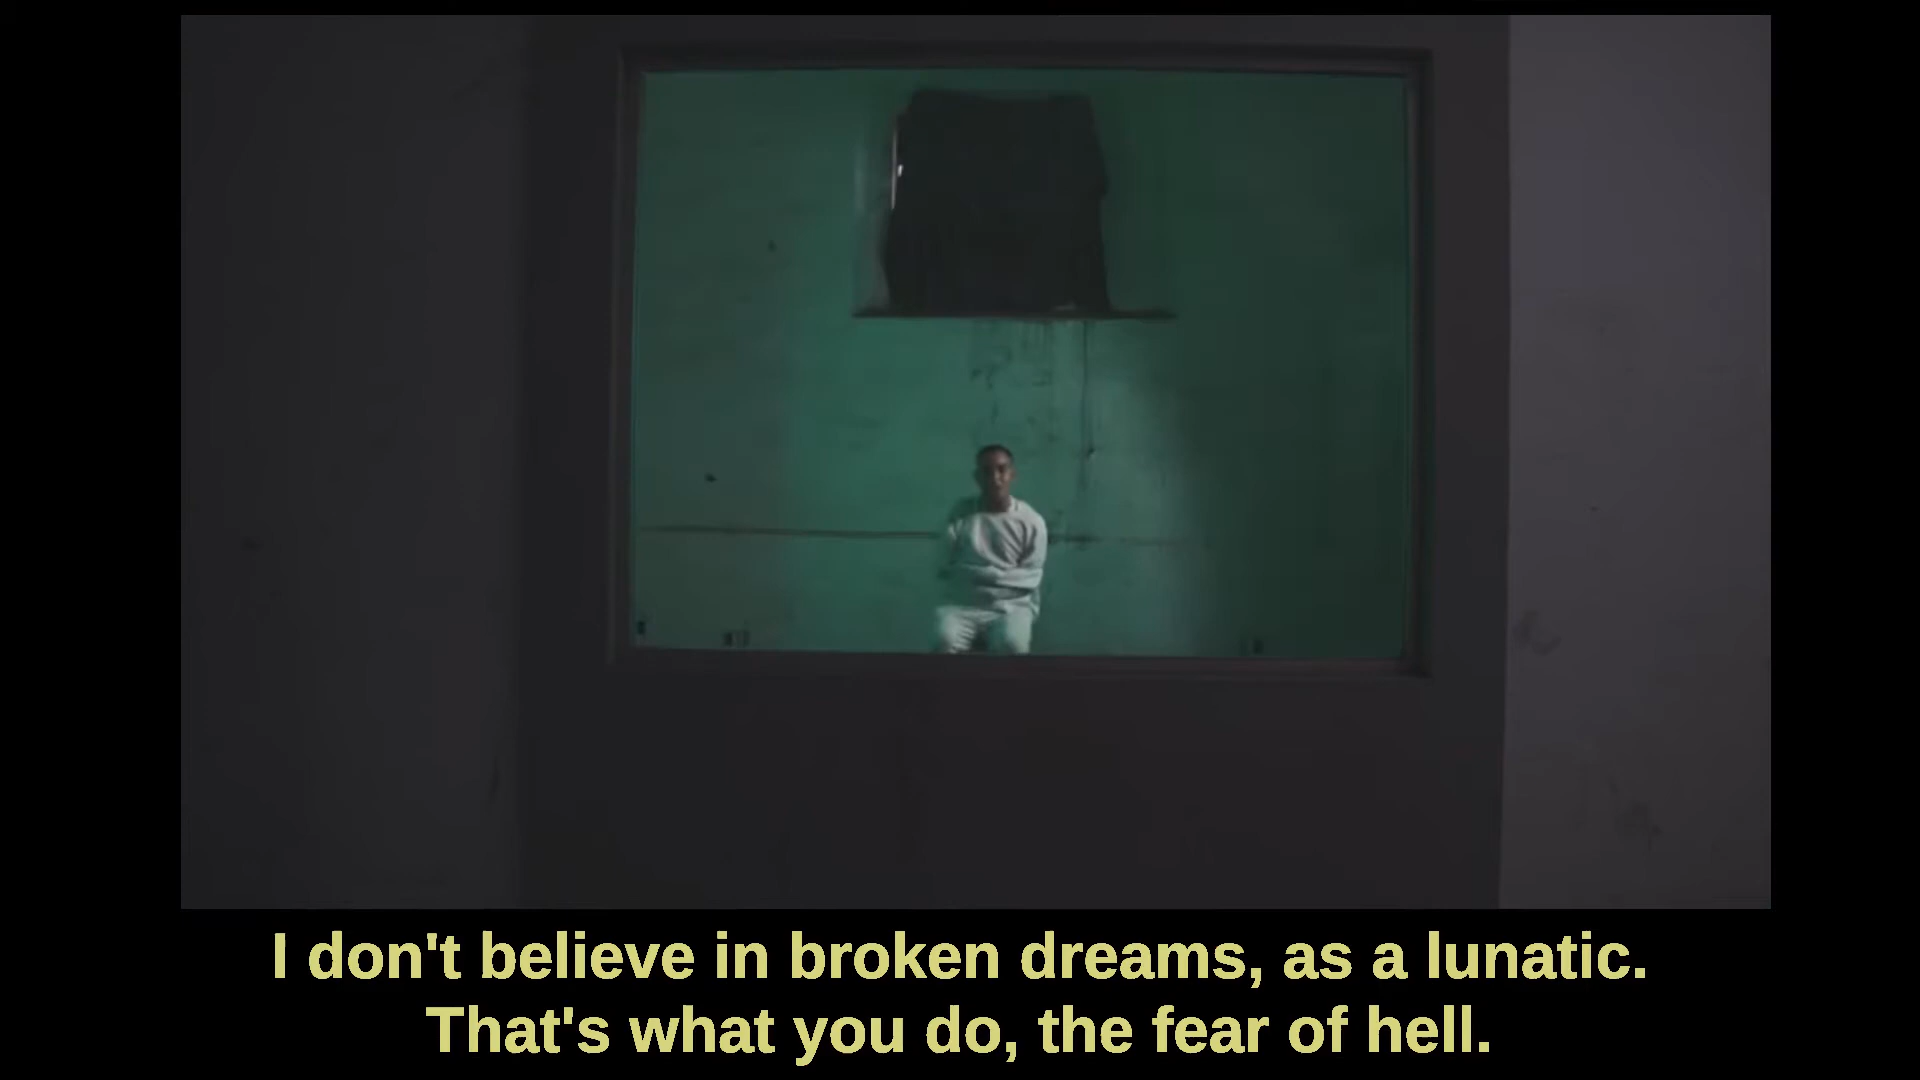 I don't believe in broken dreams, as a lunatic.
That's what you do, the fear of hell.